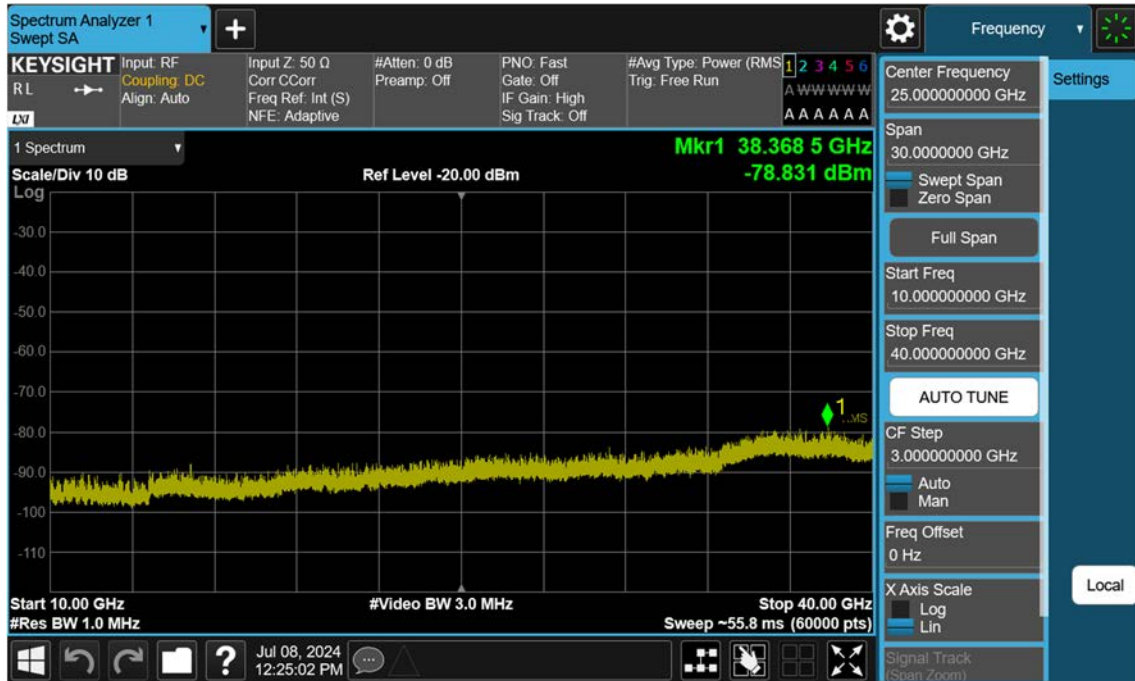 Spectrum Analyzer 1
Swept SA
Frequency
KEYSIGHT
RL
LXI
Input: RF
Coupling: DC
Align: Auto
Input Z: 50 Ω
Corr CCorr
Freq Ref: Int (S)
NFE: Adaptive
#Atten: 0 dB
Preamp: Off
PNO: Fast
Gate: Off
IF Gain: High
Sig Track: Off
#Avg Type: Power (RMS
Trig: Free Run
1 2 3 4 5 6
A W W W W W
A A A A A A
1 Spectrum
Scale/Div 10 dB
Ref Level -20.00 dBm
Mkr1 38.368 5 GHz
-78.831 dBm
Log
-30.0
-40.0
-50.0
-60.0
-70.0
-80.0
-90.0
-100
-110
1
Start 10.00 GHz
#Res BW 1.0 MHz
#Video BW 3.0 MHz
Stop 40.00 GHz
Sweep ~55.8 ms (60000 pts)
Center Frequency
25.000000000 GHz
Span
30.0000000 GHz
Swept Span
Zero Span
Full Span
Start Freq
10.000000000 GHz
Stop Freq
40.000000000 GHz
AUTO TUNE
CF Step
3.000000000 GHz
Auto
Man
Freq Offset
0 Hz
X Axis Scale
Log
Lin
Signal Track
(Span Zoom)
Settings
Local
?
Jul 08, 2024
12:25:02 PM